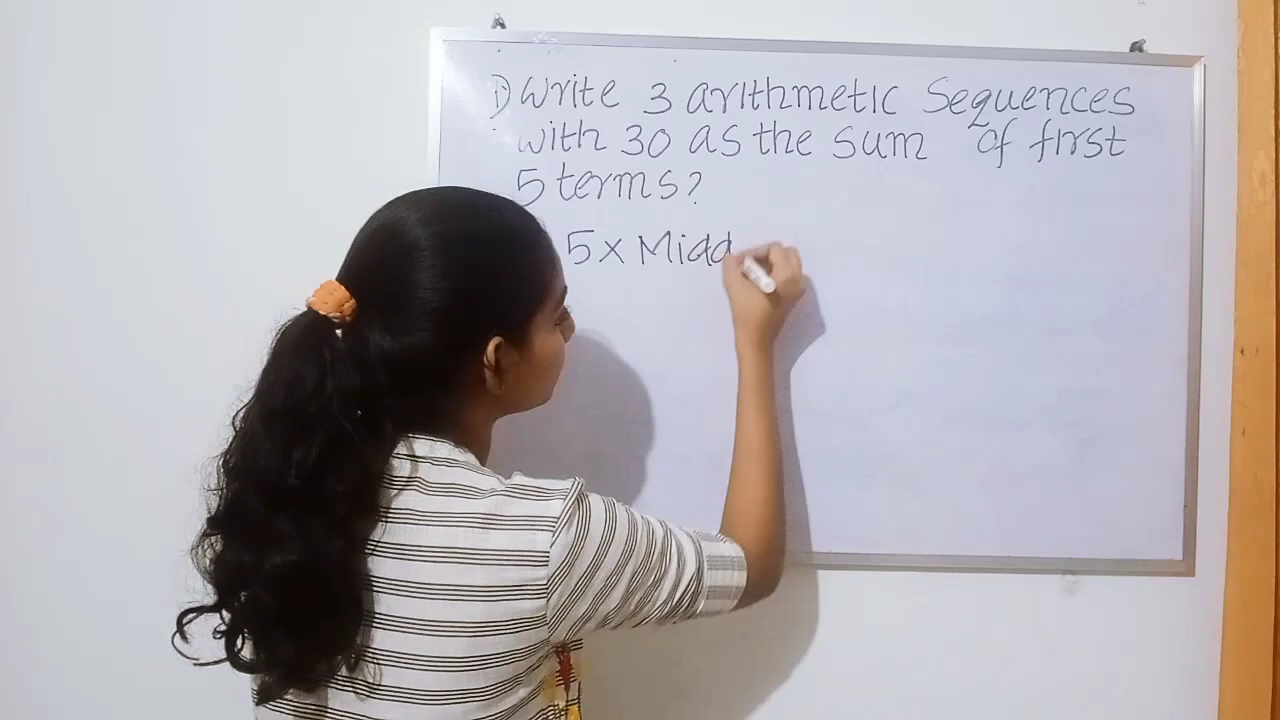 1) Write 3 arithmetic Sequences
with 30 as the sum of first
5 terms?
5 x Midd